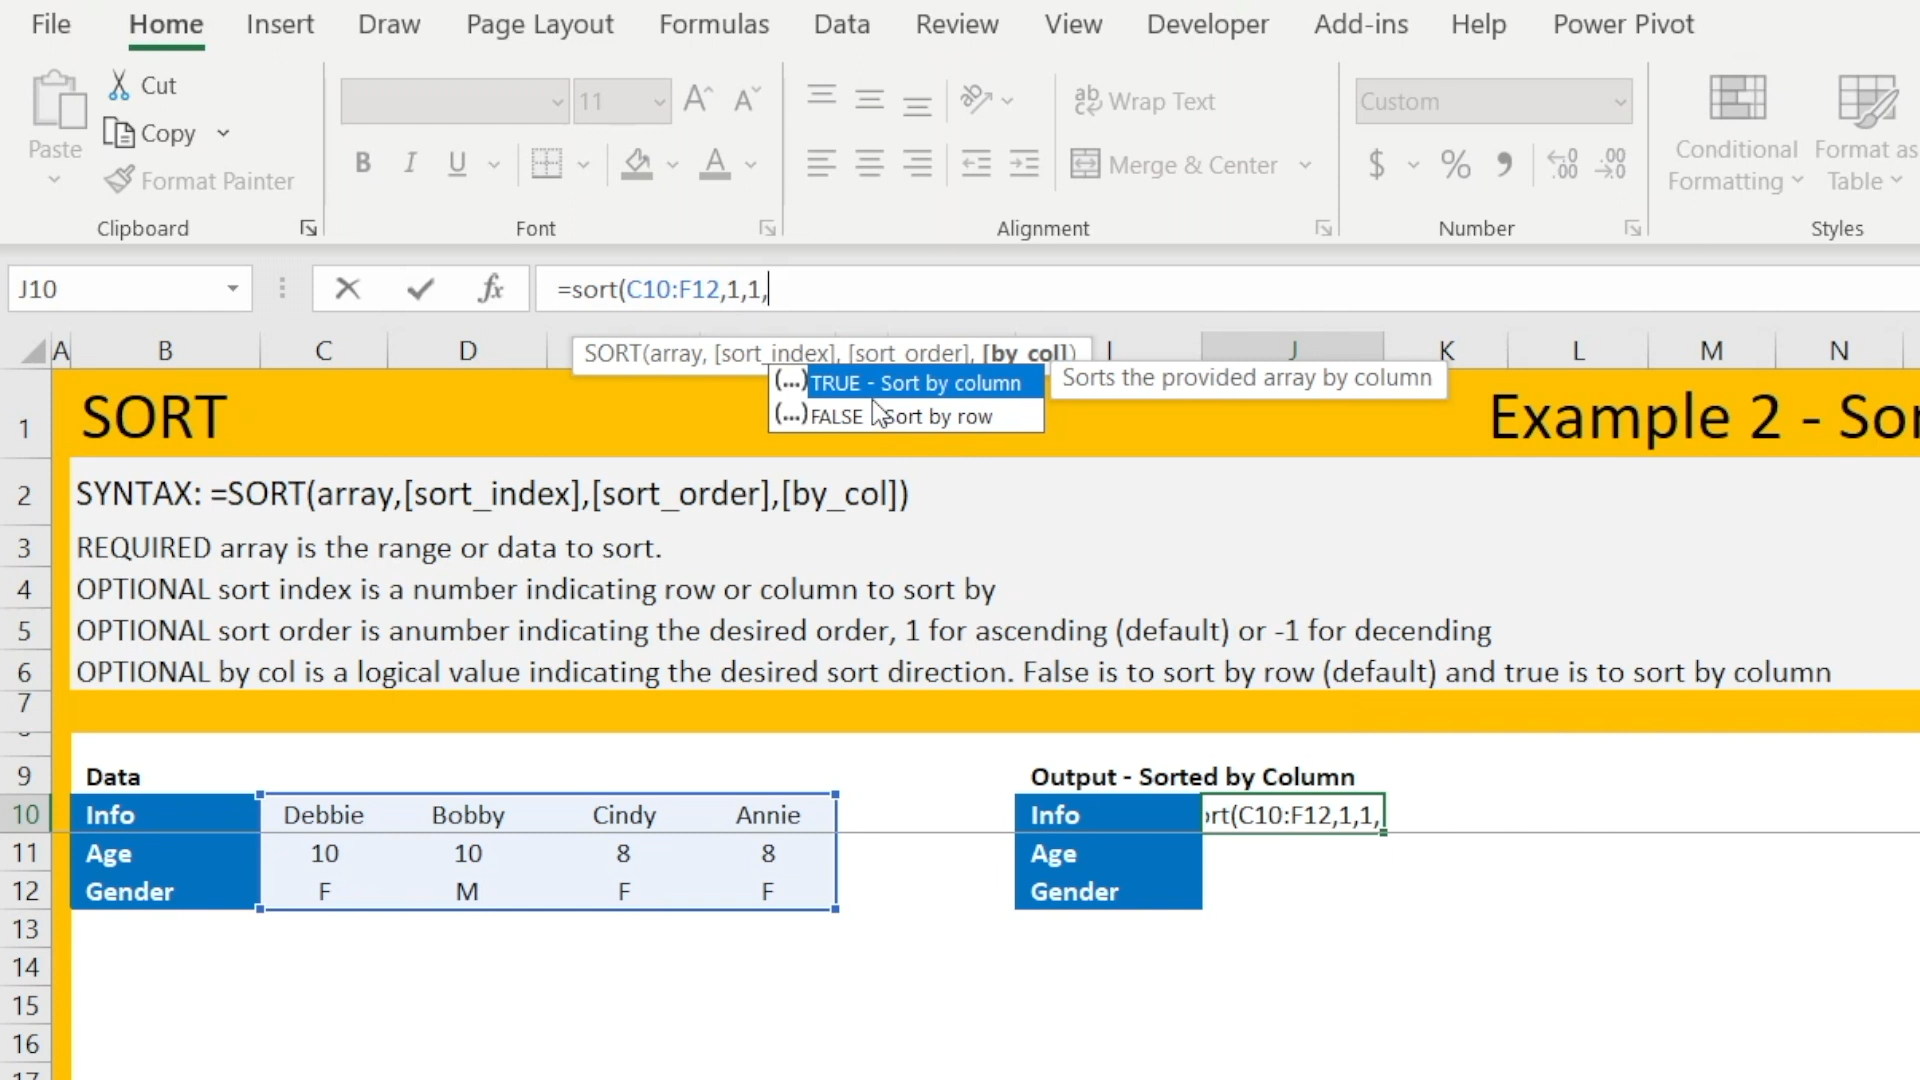 File Home Insert Draw Page Layout Formulas Data Review View Developer Add-ins Help Power Pivot
Cut
Copy
Paste
Format Painter
Clipboard
11
B I U
Font
Wrap Text
Merge & Center
Alignment
Custom
$ % ,
Number
Conditional Formatting
Format as Table
Styles
J10
fx
=sort(C10:F12,1,1,
SORT(array, [sort_index], [sort_order], [by_col])
(...) TRUE - Sort by column
Sorts the provided array by column
(...) FALSE - Sort by row
A B C D I J K L M N
1 SORT Example 2 - Sor
2 SYNTAX: =SORT(array,[sort_index],[sort_order],[by_col])
3 REQUIRED array is the range or data to sort.
4 OPTIONAL sort index is a number indicating row or column to sort by
5 OPTIONAL sort order is anumber indicating the desired order, 1 for ascending (default) or -1 for decending
6 OPTIONAL by col is a logical value indicating the desired sort direction. False is to sort by row (default) and true is to sort by column
7
9 Data Output - Sorted by Column
10 Info Debbie Bobby Cindy Annie Info ort(C10:F12,1,1,
11 Age 10 10 8 8 Age
12 Gender F M F F Gender
13
14
15
16